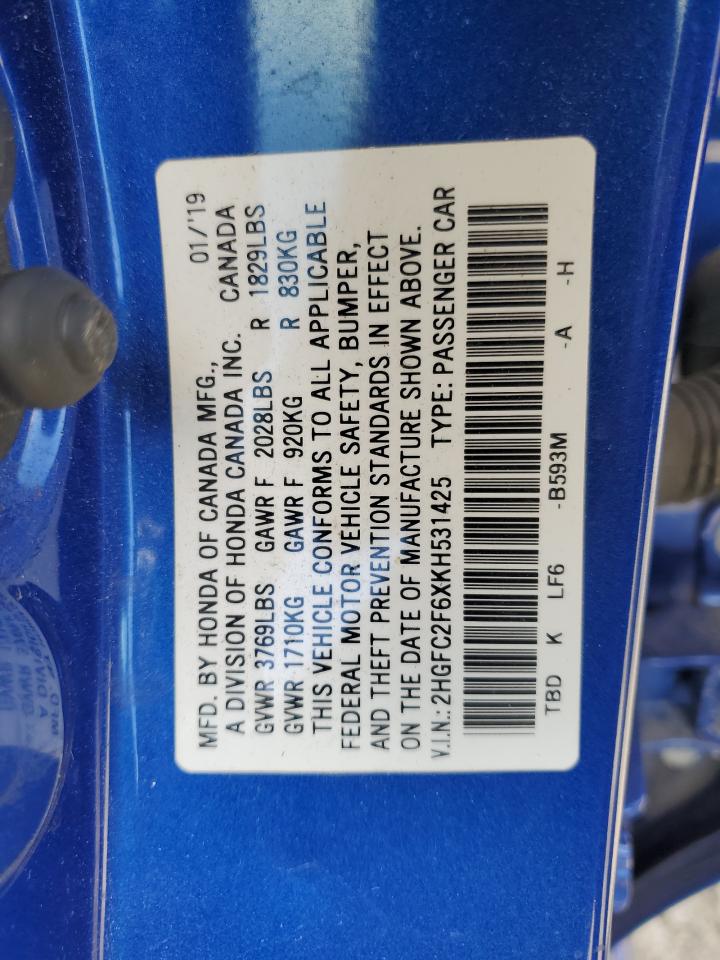 01/'19
MFD. BY HONDA OF CANADA MFG.,
A DIVISION OF HONDA CANADA INC. CANADA
GVWR 3769LBS GAWR F 2028LBS R 1829LBS
GVWR 1710KG GAWR F 920KG R 830KG
THIS VEHICLE CONFORMS TO ALL APPLICABLE
FEDERAL MOTOR VEHICLE SAFETY, BUMPER,
AND THEFT PREVENTION STANDARDS IN EFFECT
ON THE DATE OF MANUFACTURE SHOWN ABOVE.
V.I.N.: 2HGFC2F6XKH531425 TYPE: PASSENGER CAR
TBD K LF6 -B593M -A -H